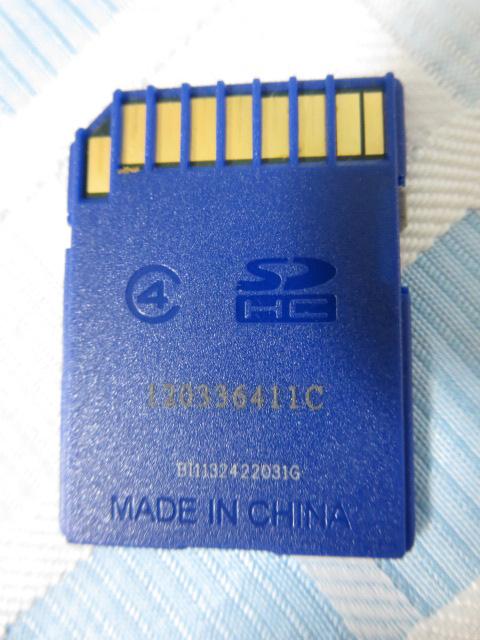 4
SD
HC
120336411C
BI1132422031G
MADE IN CHINA